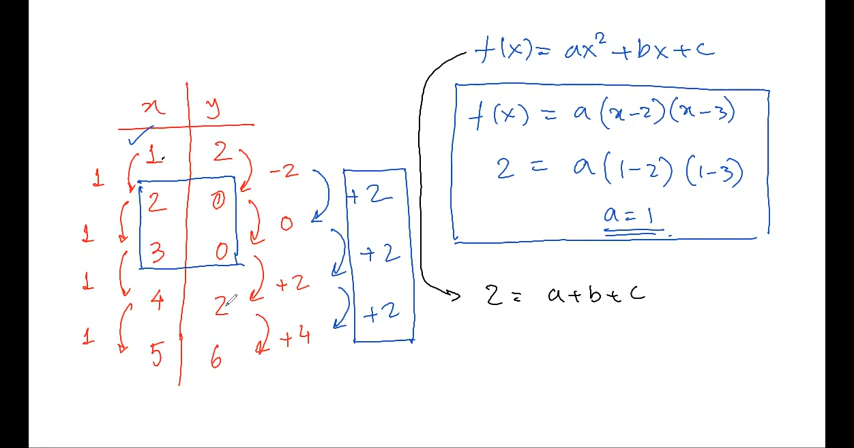 f(x) = ax² + bx + c
x y
f(x) = a(x-2)(x-3)
1 2
1 -2
2 = a(1-2)(1-3)
2 0 +2
1 0
a = 1
3 0 +2
1 +2
4 2 +2
2 = a+b+c
1 +4
5 6